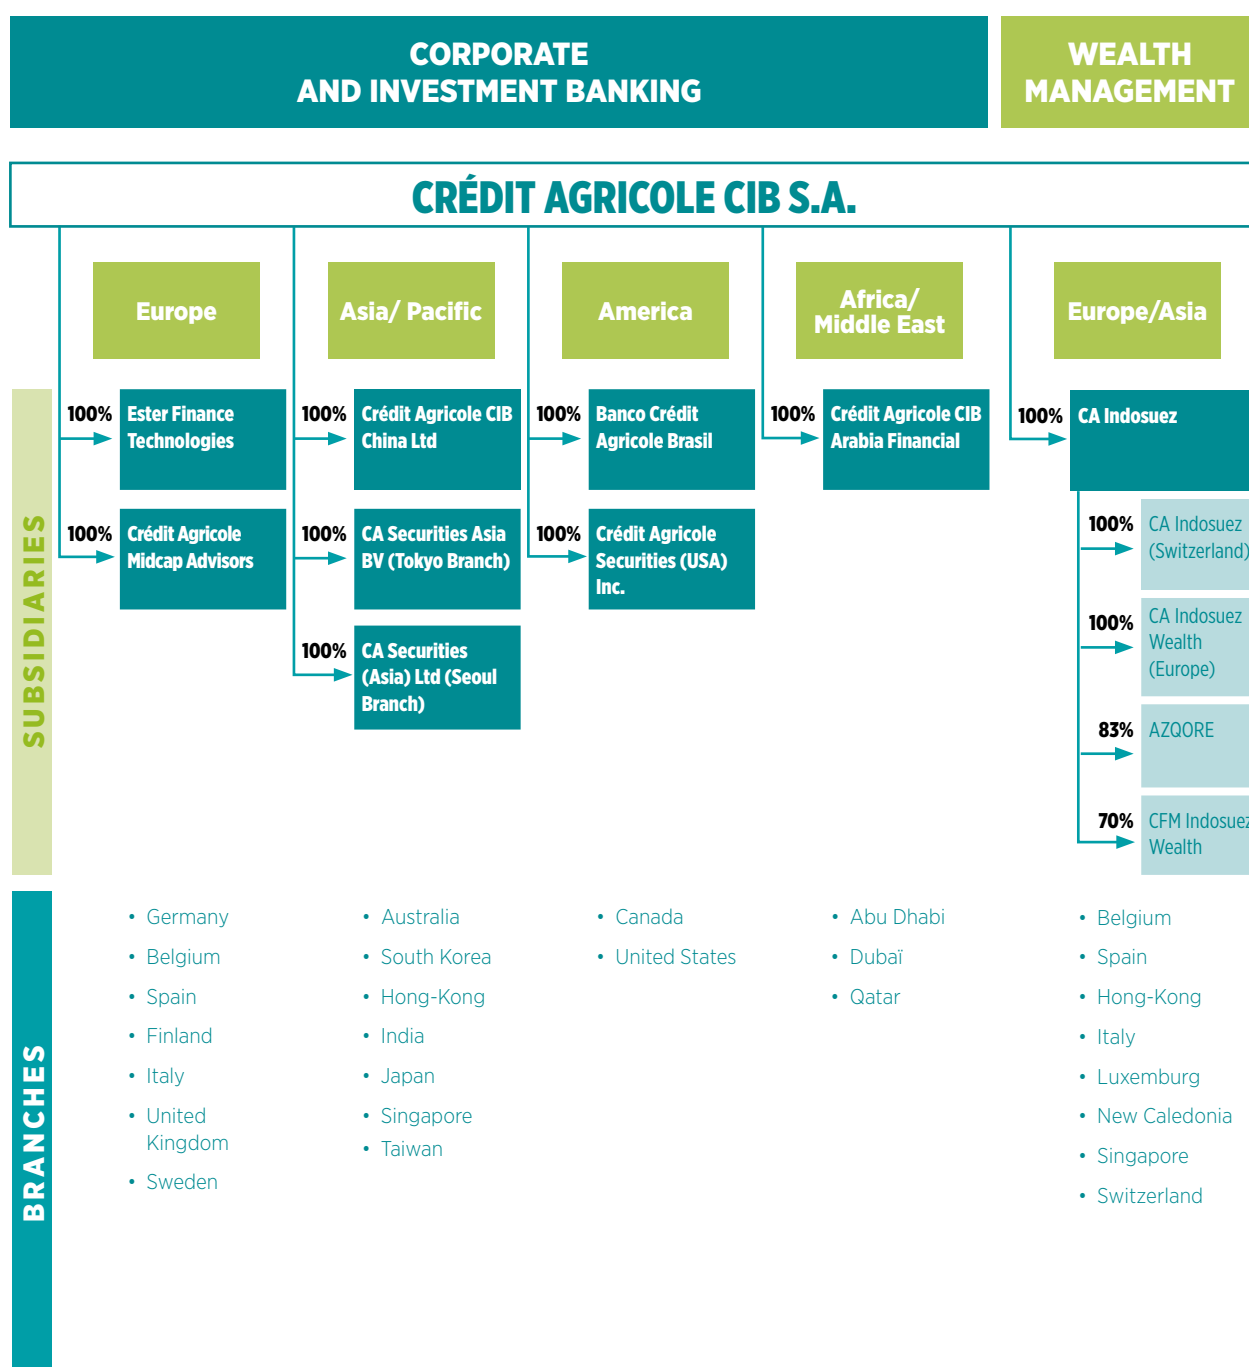 CORPORATE
AND INVESTMENT BANKING
WEALTH
MANAGEMENT
CRÉDIT AGRICOLE CIB S.A.
Europe
Asia/ Pacific
America
Africa/
Middle East
Europe/Asia
SUBSIDIARIES
100%
Ester Finance
Technologies
100%
Crédit Agricole
Midcap Advisors
100%
Crédit Agricole CIB
China Ltd
100%
CA Securities Asia
BV (Tokyo Branch)
100%
CA Securities
(Asia) Ltd (Seoul
Branch)
100%
Banco Crédit
Agricole Brasil
100%
Crédit Agricole
Securities (USA)
Inc.
100%
Crédit Agricole CIB
Arabia Financial
100%
CA Indosuez
100%
CA Indosuez
(Switzerland)
100%
CA Indosuez
Wealth
(Europe)
83%
AZQORE
70%
CFM Indosuez
Wealth
BRANCHES
• Germany
• Belgium
• Spain
• Finland
• Italy
• United
Kingdom
• Sweden
• Australia
• South Korea
• Hong-Kong
• India
• Japan
• Singapore
• Taiwan
• Canada
• United States
• Abu Dhabi
• Dubaï
• Qatar
• Belgium
• Spain
• Hong-Kong
• Italy
• Luxemburg
• New Caledonia
• Singapore
• Switzerland